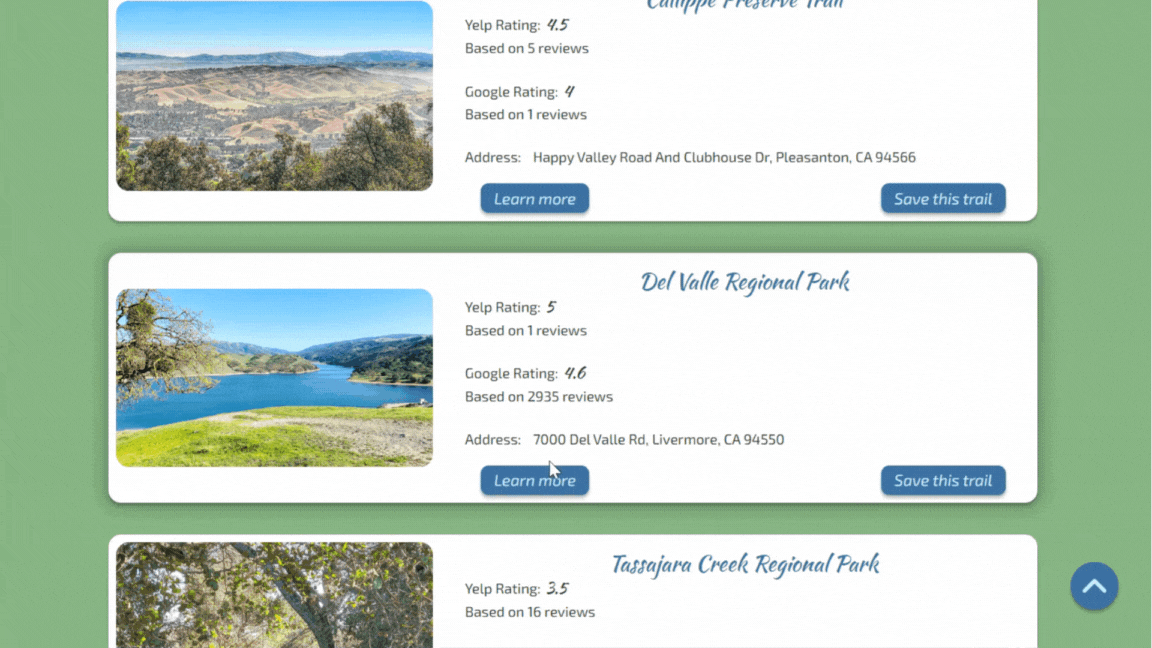 Callippe Preserve Trail
Yelp Rating: 4.5
Based on 5 reviews
Google Rating: 4
Based on 1 reviews
Address: Happy Valley Road And Clubhouse Dr, Pleasanton, CA 94566
Learn more
Save this trail
Del Valle Regional Park
Yelp Rating: 5
Based on 1 reviews
Google Rating: 4.6
Based on 2935 reviews
Address: 7000 Del Valle Rd, Livermore, CA 94550
Learn more
Save this trail
Tassajara Creek Regional Park
Yelp Rating: 3.5
Based on 16 reviews